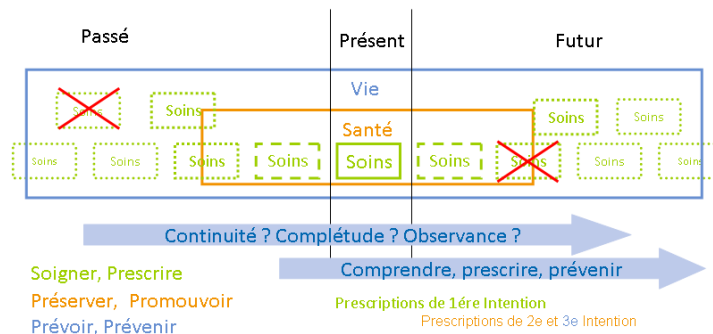 Passé Présent Futur
Vie
Soins Soins Soins Soins
Santé
Soins Soins Soins Soins Soins Soins Soins Soins Soins
Continuité ? Complétude ? Observance ?
Comprendre, prescrire, prévenir
Soigner, Prescrire
Prescriptions de 1ére Intention
Préserver, Promouvoir
Prescriptions de 2e et 3e Intention
Prévoir, Prévenir